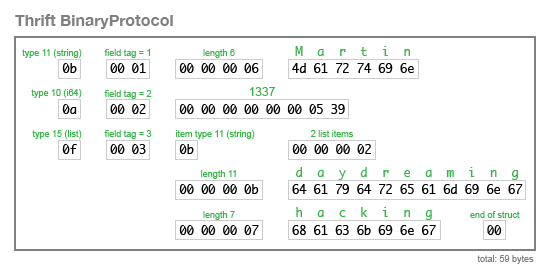 Thrift BinaryProtocol
type 11 (string) field tag = 1 length 6 M a r t i n
0b 00 01 00 00 00 06 4d 61 72 74 69 6e
type 10 (i64) field tag = 2 1337
0a 00 02 00 00 00 00 00 00 05 39
type 15 (list) field tag = 3 item type 11 (string) 2 list items
0f 00 03 0b 00 00 00 02
length 11 d a y d r e a m i n g
00 00 00 0b 64 61 79 64 72 65 61 6d 69 6e 67
length 7 h a c k i n g end of struct
00 00 00 07 68 61 63 6b 69 6e 67 00
total: 59 bytes